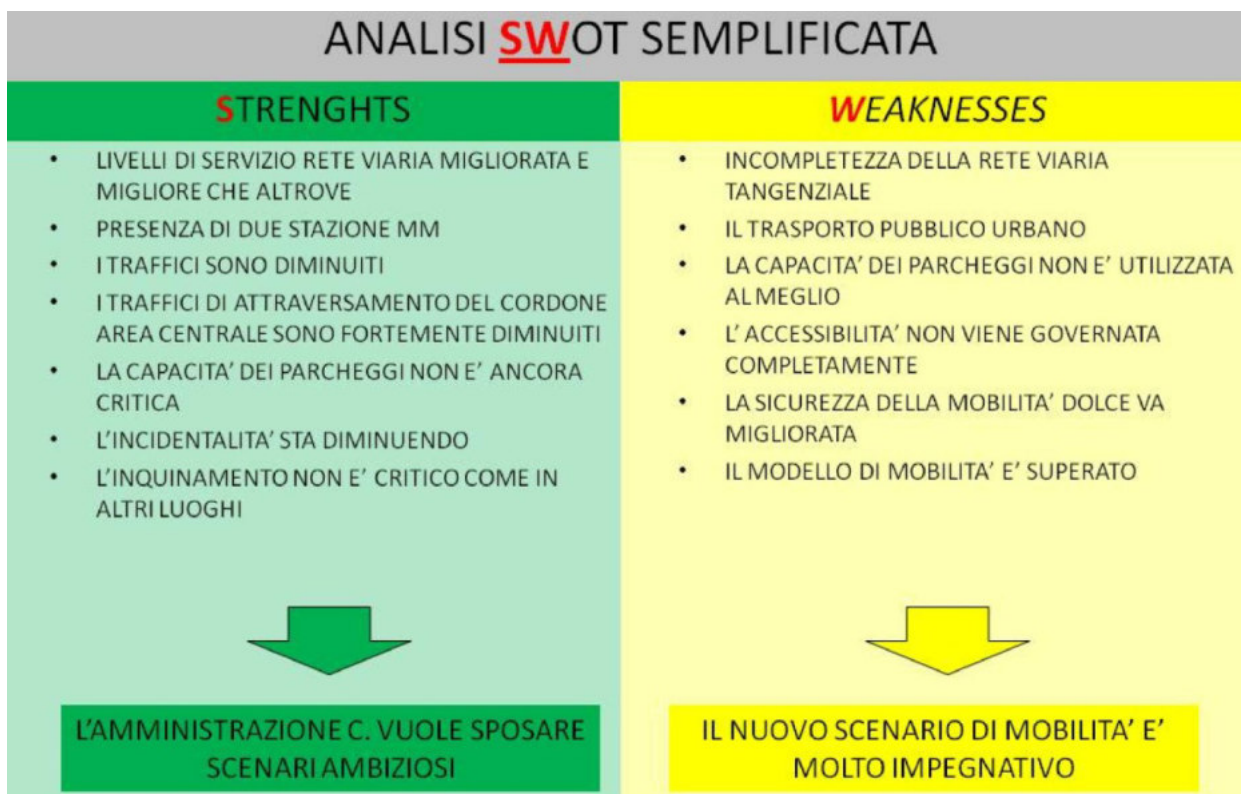 ANALISI SWOT SEMPLIFICATA
STRENGHTS
• LIVELLI DI SERVIZIO RETE VIARIA MIGLIORATA E
MIGLIORE CHE ALTROVE
• PRESENZA DI DUE STAZIONE MM
• I TRAFFICI SONO DIMINUITI
• I TRAFFICI DI ATTRAVERSAMENTO DEL CORDONE
AREA CENTRALE SONO FORTEMENTE DIMINUITI
• LA CAPACITA’ DEI PARCHEGGI NON E’ ANCORA
CRITICA
• L’INCIDENTALITA’ STA DIMINUENDO
• L’INQUINAMENTO NON E’ CRITICO COME IN
ALTRI LUOGHI
L’AMMINISTRAZIONE C. VUOLE SPOSARE
SCENARI AMBIZIOSI
WEAKNESSES
• INCOMPLETEZZA DELLA RETE VIARIA
TANGENZIALE
• IL TRASPORTO PUBBLICO URBANO
• LA CAPACITA’ DEI PARCHEGGI NON E’ UTILIZZATA
AL MEGLIO
• L’ ACCESSIBILITA’ NON VIENE GOVERNATA
COMPLETAMENTE
• LA SICUREZZA DELLA MOBILITA’ DOLCE VA
MIGLIORATA
• IL MODELLO DI MOBILITA’ E’ SUPERATO
IL NUOVO SCENARIO DI MOBILITA’ E’
MOLTO IMPEGNATIVO